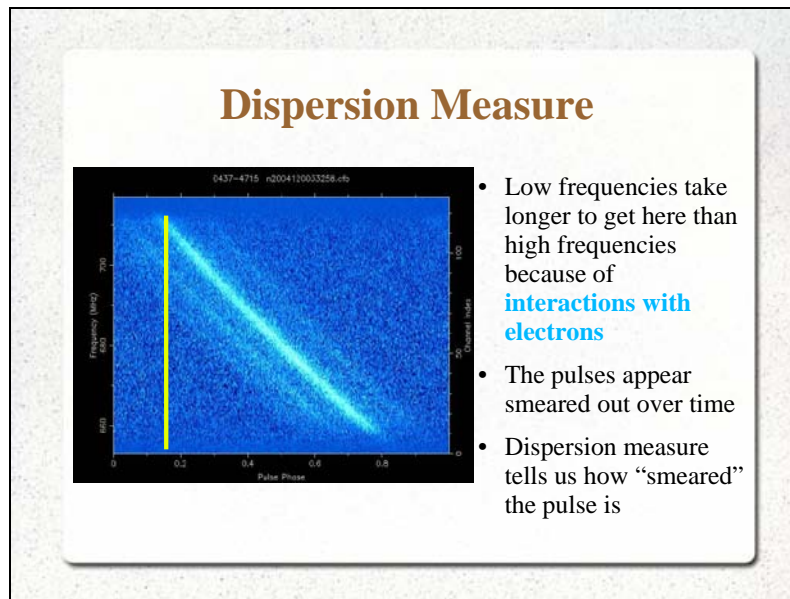 Dispersion Measure
0437-4715 n2004120033258.cfb
Frequency (MHz)
700
680
660
100
50
0
Channel Index
0
0.2
0.4
0.6
0.8
Pulse Phase
• Low frequencies take
longer to get here than
high frequencies
because of
interactions with
electrons
• The pulses appear
smeared out over time
• Dispersion measure
tells us how “smeared”
the pulse is